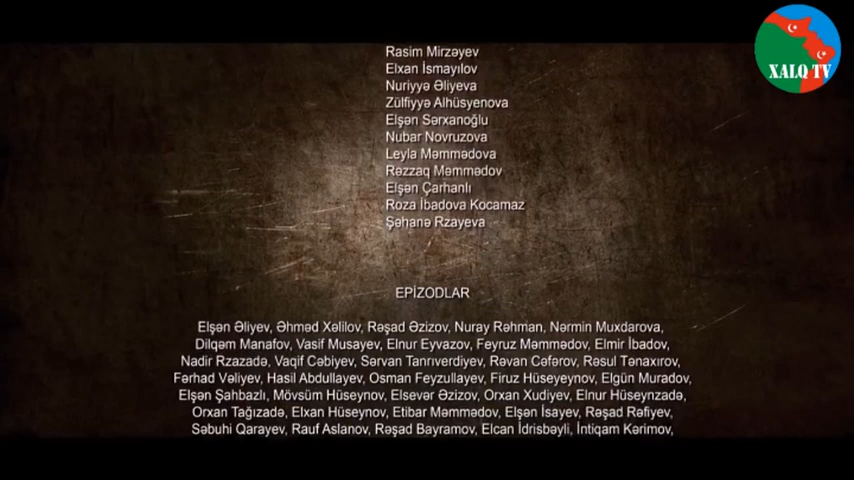 XALQ TV
Rasim Mirzəyev
Elxan İsmayılov
Nuriyyə Əliyeva
Zülfiyyə Alhüsyenova
Elşən Sərxanoğlu
Nubar Novruzova
Leyla Məmmədova
Rəzzaq Məmmədov
Elşən Çarhanlı
Roza İbadova Kocamaz
Şəhanə Rzayeva
EPİZODLAR
Elşən Əliyev, Əhməd Xəlilov, Rəşad Əzizov, Nuray Rəhman, Nərmin Muxdarova,
Dilqəm Manafov, Vasif Musayev, Elnur Eyvazov, Feyruz Məmmədov, Elmir İbadov,
Nadir Rzazadə, Vaqif Cəbiyev, Sərvan Tanrıverdiyev, Rəvan Cəfərov, Rəsul Tənaxırov,
Fərhad Vəliyev, Hasil Abdullayev, Osman Feyzullayev, Firuz Hüseyeynov, Elgün Muradov,
Elşən Şahbazlı, Mövsüm Hüseynov, Elsevər Əzizov, Orxan Xudiyev, Elnur Hüseynzadə,
Orxan Tağızadə, Elxan Hüseynov, Etibar Məmmədov, Elşən İsayev, Rəşad Rəfiyev,
Səbuhi Qarayev, Rauf Aslanov, Rəşad Bayramov, Elcan İdrisbəyli, İntiqam Kərimov,